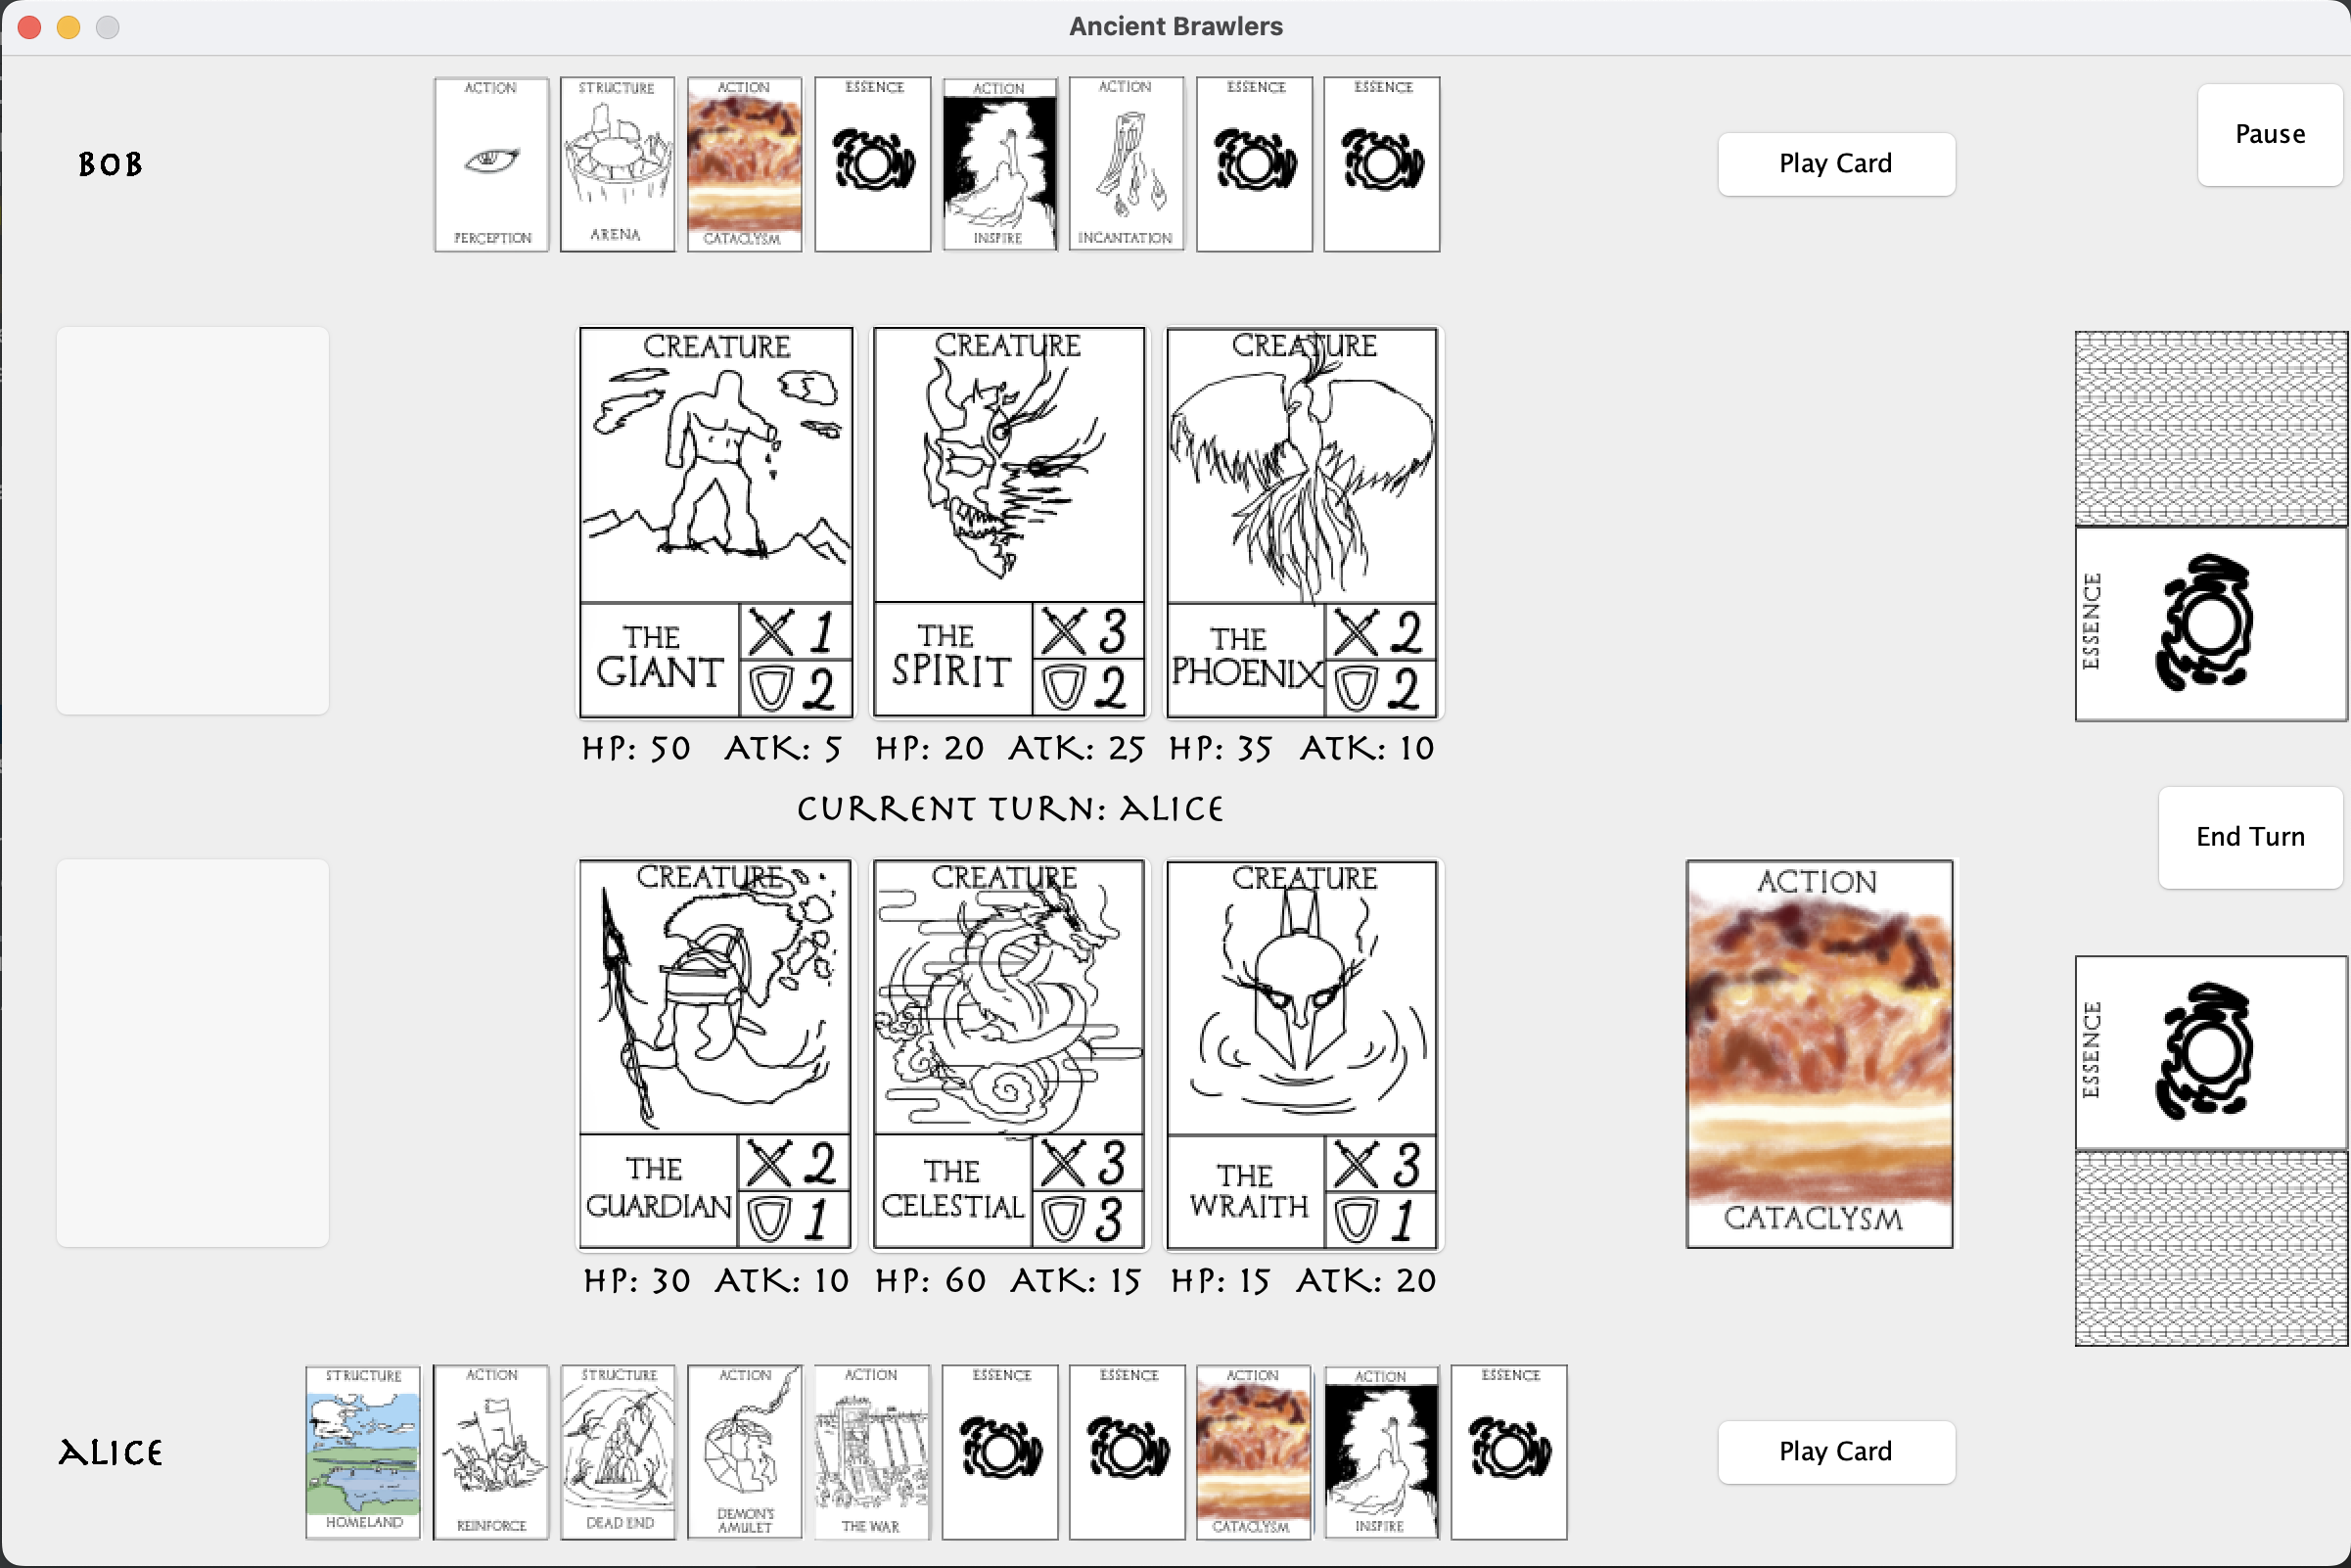 Ancient Brawlers
ACTION
PERCEPTION
STRUCTURE
ARENA
ACTION
CATACLYSM
ESSENCE
ACTION
INSPIRE
ACTION
INCANTATION
ESSENCE
ESSENCE
BOB
Play Card
Pause
CREATURE
THE
GIANT
1
2
CREATURE
THE
SPIRIT
3
2
CREATURE
THE
PHOENIX
2
2
ESSENCE
HP: 50 ATK: 5
HP: 20 ATK: 25
HP: 35 ATK: 10
CURRENT TURN: ALICE
End Turn
CREATURE
THE
GUARDIAN
2
1
CREATURE
THE
CELESTIAL
3
3
CREATURE
THE
WRAITH
3
1
ACTION
CATACLYSM
ESSENCE
HP: 30 ATK: 10
HP: 60 ATK: 15
HP: 15 ATK: 20
ALICE
STRUCTURE
HOMELAND
ACTION
REINFORCE
STRUCTURE
DEAD END
ACTION
DEMON'S
AMULET
ACTION
THE WAR
ESSENCE
ESSENCE
ACTION
CATACLYSM
ACTION
INSPIRE
ESSENCE
Play Card